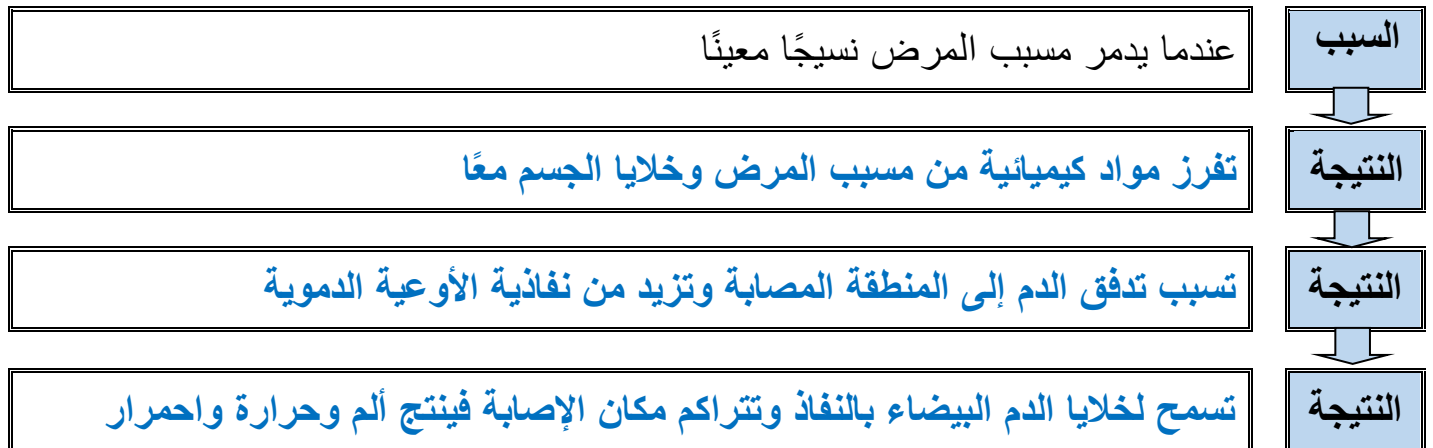 السبب
عندما يدمر مسبب المرض نسيجًا معينًا
النتيجة
تفرز مواد كيميائية من مسبب المرض وخلايا الجسم معًا
النتيجة
تسبب تدفق الدم إلى المنطقة المصابة وتزيد من نفاذية الأوعية الدموية
النتيجة
تسمح لخلايا الدم البيضاء بالنفاذ وتتراكم مكان الإصابة فينتج ألم وحرارة واحمرار